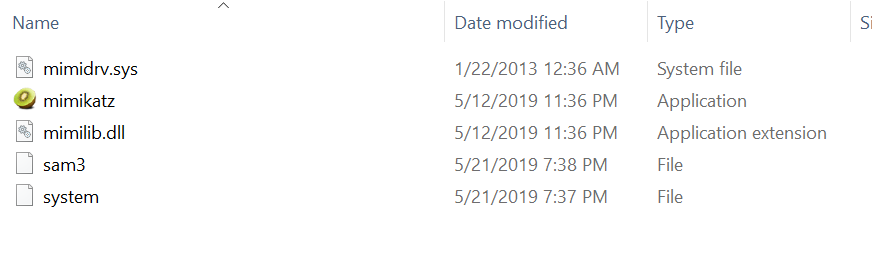 Name Date modified Type Si
mimidrv.sys 1/22/2013 12:36 AM System file
mimikatz 5/12/2019 11:36 PM Application
mimilib.dll 5/12/2019 11:36 PM Application extension
sam3 5/21/2019 7:38 PM File
system 5/21/2019 7:37 PM File